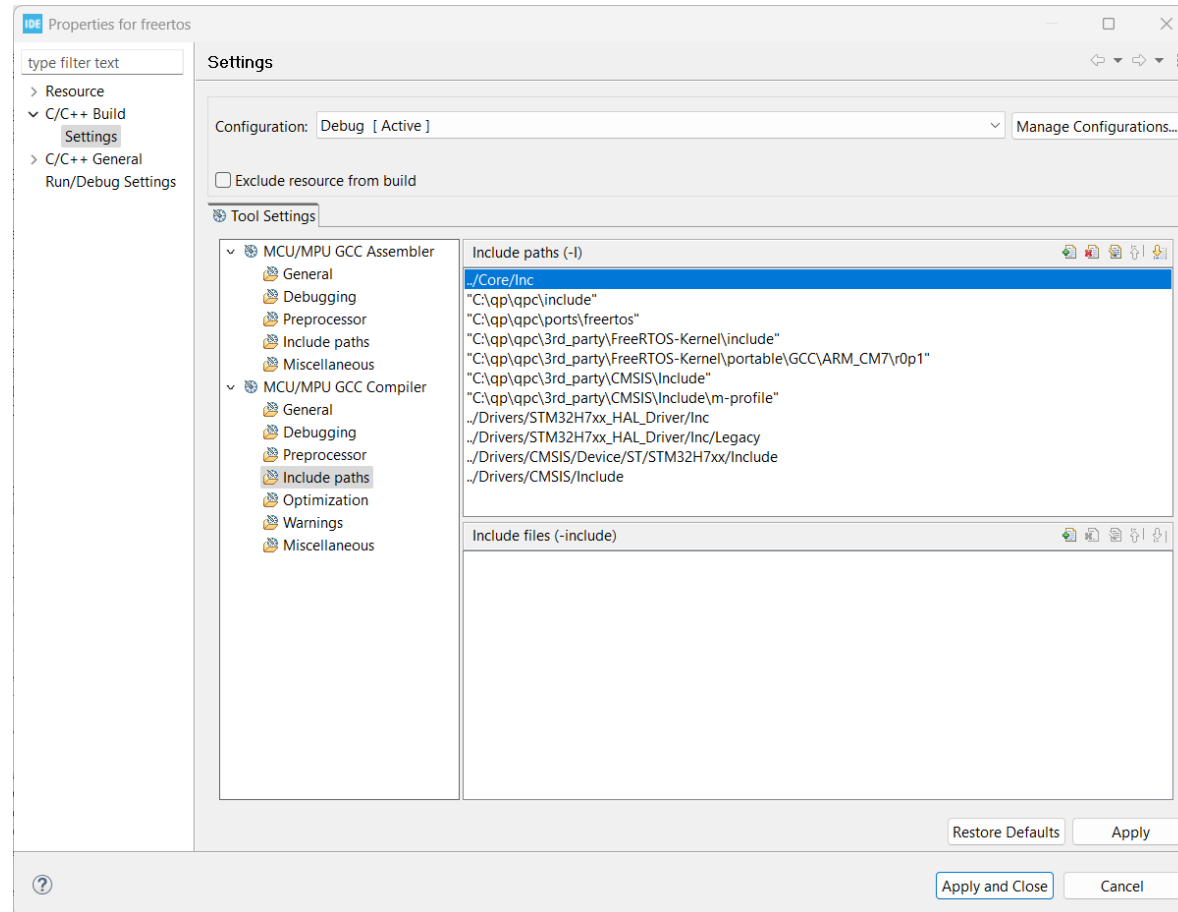 IDE Properties for freertos
type filter text
Resource
C/C++ Build
Settings
C/C++ General
Run/Debug Settings
Settings
Configuration: Debug [ Active ]
Manage Configurations...
Exclude resource from build
Tool Settings
MCU/MPU GCC Assembler
General
Debugging
Preprocessor
Include paths
Miscellaneous
MCU/MPU GCC Compiler
General
Debugging
Preprocessor
Include paths
Optimization
Warnings
Miscellaneous
Include paths (-I)
../Core/Inc
"C:\qp\qpc\include"
"C:\qp\qpc\ports\freertos"
"C:\qp\qpc\3rd_party\FreeRTOS-Kernel\include"
"C:\qp\qpc\3rd_party\FreeRTOS-Kernel\portable\GCC\ARM_CM7\r0p1"
"C:\qp\qpc\3rd_party\CMSIS\Include"
"C:\qp\qpc\3rd_party\CMSIS\Include\m-profile"
../Drivers/STM32H7xx_HAL_Driver/Inc
../Drivers/STM32H7xx_HAL_Driver/Inc/Legacy
../Drivers/CMSIS/Device/ST/STM32H7xx/Include
../Drivers/CMSIS/Include
Include files (-include)
Restore Defaults
Apply
?
Apply and Close
Cancel